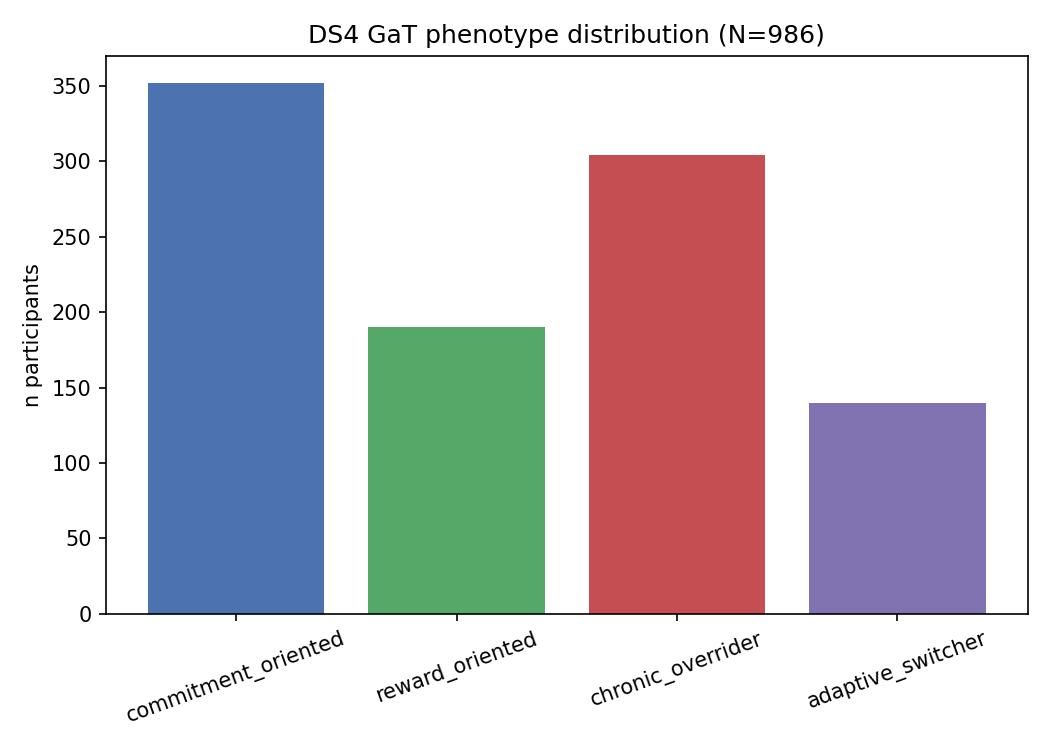 DS4 GaT phenotype distribution (N=986)
n participants
350
300
250
200
150
100
50
0
commitment_oriented
reward_oriented
chronic_overrider
adaptive_switcher